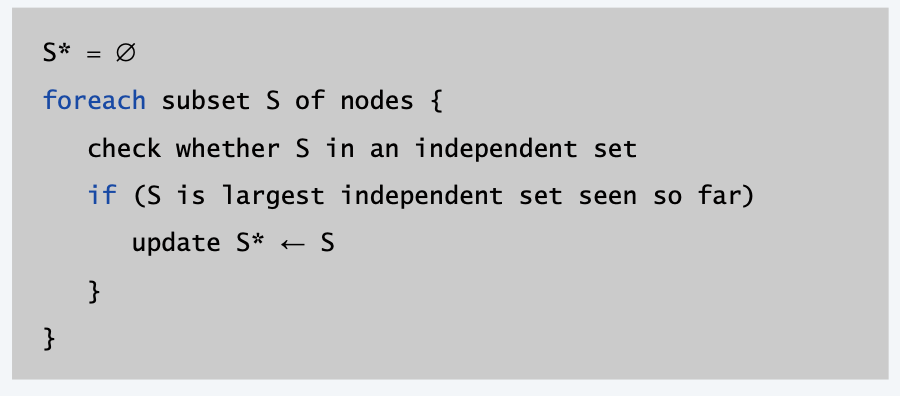 S* = ∅
foreach subset S of nodes {
   check whether S in an independent set
   if (S is largest independent set seen so far)
      update S* ← S
   }
}